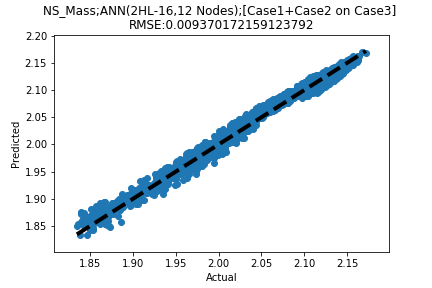 NS_Mass;ANN(2HL-16,12 Nodes);[Case1+Case2 on Case3]
RMSE:0.009370172159123792
2.20
2.15
2.10
2.05
2.00
1.95
1.90
1.85
Predicted
1.85 1.90 1.95 2.00 2.05 2.10 2.15
Actual